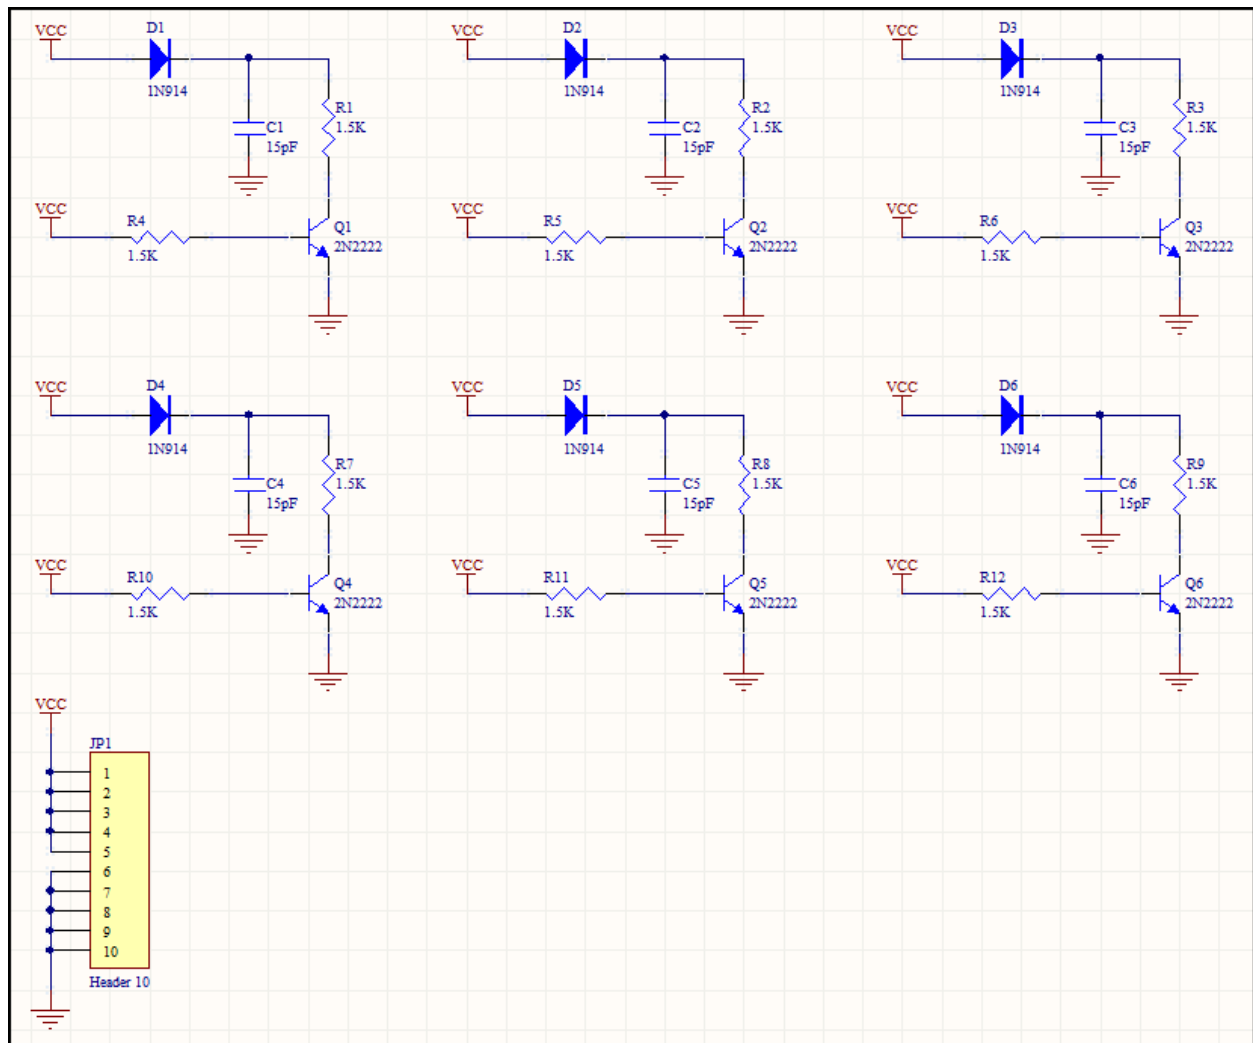 VCC
D1
1N914
R1
1.5K
C1
15pF
VCC
R4
1.5K
Q1
2N2222
VCC
D2
1N914
R2
1.5K
C2
15pF
VCC
R5
1.5K
Q2
2N2222
VCC
D3
1N914
R3
1.5K
C3
15pF
VCC
R6
1.5K
Q3
2N2222
VCC
D4
1N914
R7
1.5K
C4
15pF
VCC
R10
1.5K
Q4
2N2222
VCC
D5
1N914
R8
1.5K
C5
15pF
VCC
R11
1.5K
Q5
2N2222
VCC
D6
1N914
R9
1.5K
C6
15pF
VCC
R12
1.5K
Q6
2N2222
VCC
JP1
1
2
3
4
5
6
7
8
9
10
Header 10